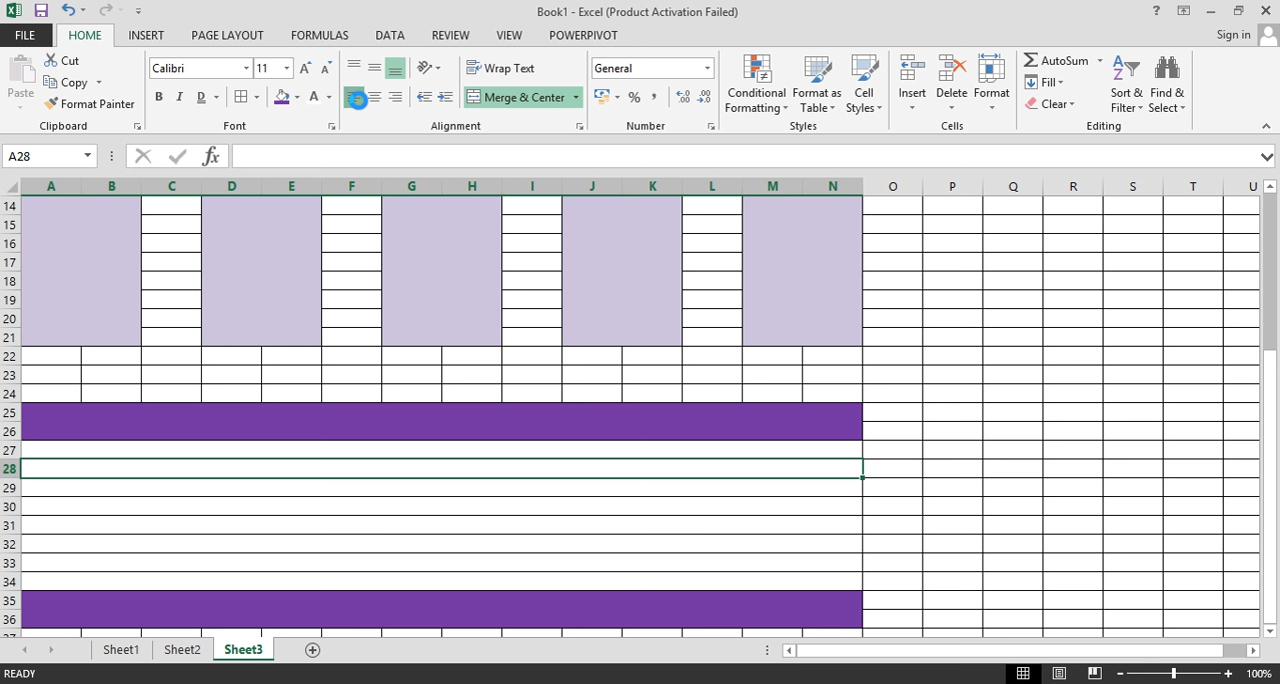 Book1 - Excel (Product Activation Failed)
?
FILE HOME INSERT PAGE LAYOUT FORMULAS DATA REVIEW VIEW POWERPIVOT Sign in
Paste
Cut
Copy
Format Painter
Clipboard
Calibri 11
B I U
Font
Wrap Text
Merge & Center
Alignment
General
%
Number
Conditional Formatting
Format as Table
Cell Styles
Styles
Insert
Delete
Format
Cells
AutoSum
Fill
Clear
Sort & Filter
Find & Select
Editing
A28
fx
A B C D E F G H I J K L M N O P Q R S T U
14
15
16
17
18
19
20
21
22
23
24
25
26
27
28
29
30
31
32
33
34
35
36
37
Sheet1 Sheet2 Sheet3
READY
100%